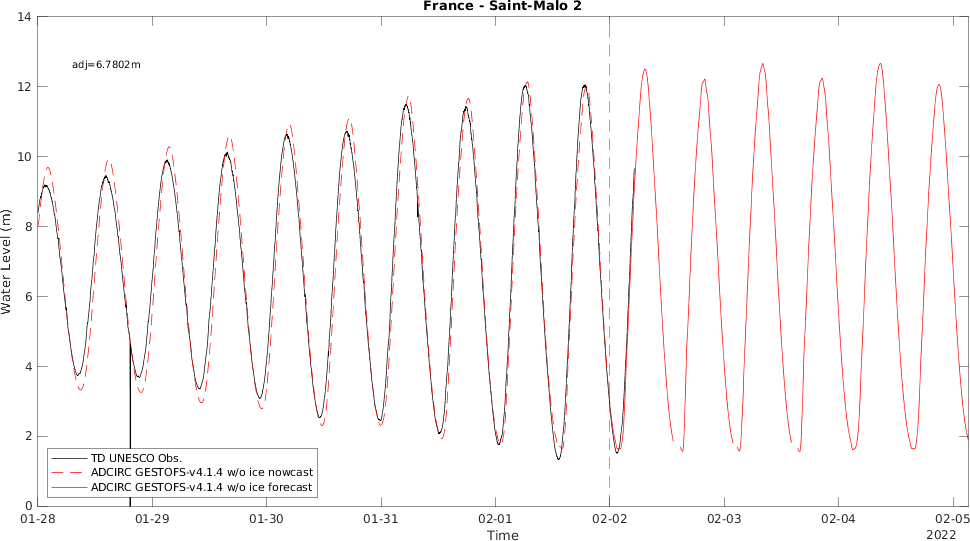 France - Saint-Malo 2
14
12
10
8
6
4
2
0
Water Level (m)
adj=6.7802m
TD UNESCO Obs.
ADCIRC GESTOFS-v4.1.4 w/o ice nowcast
ADCIRC GESTOFS-v4.1.4 w/o ice forecast
01-28 01-29 01-30 01-31 02-01 02-02 02-03 02-04 02-05
Time
2022